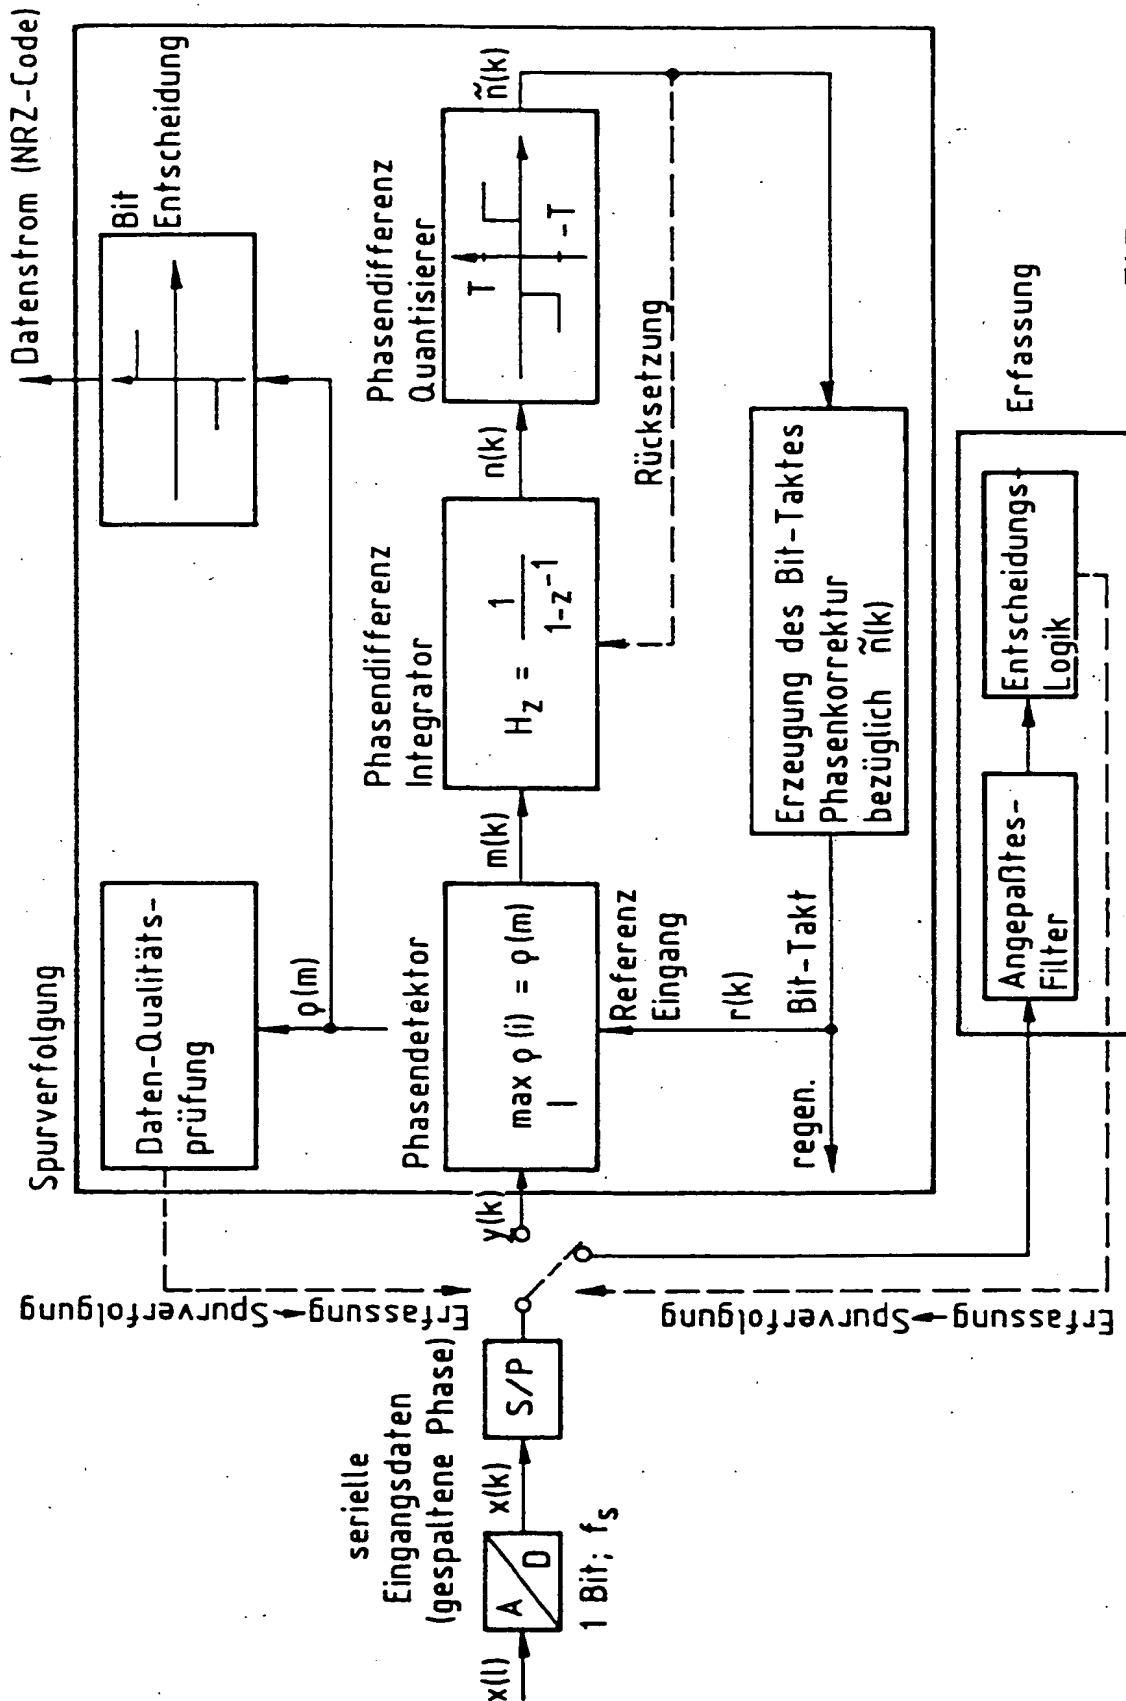 Datenstrom (NRZ-Code)
Spurverfolgung
Bit
Entscheidung
Daten-Qualitäts-
prüfung
ρ(m)
Phasendetektor
max ρ(i) = ρ(m)
I
Phasendifferenz
Integrator
H_Z = 1 / 1-z⁻¹
Phasendifferenz
Quantisierer
T
-T
y(k)
m(k)
n(k)
ñ(k)
Rücksetzung
Referenz
Eingang
r(k)
regen.
Bit-Takt
Erzeugung des Bit-Taktes
Phasenkorrektur
bezüglich ñ(k)
Erfassung→Spurverfolgung
Erfassung→Spurverfolgung
serielle
Eingangsdaten
(gespaltene Phase)
x(l)
A
D
1 Bit; f_s
x(k)
S/P
Angepaßtes-
Filter
Entscheidungs-
Logik
Erfassung